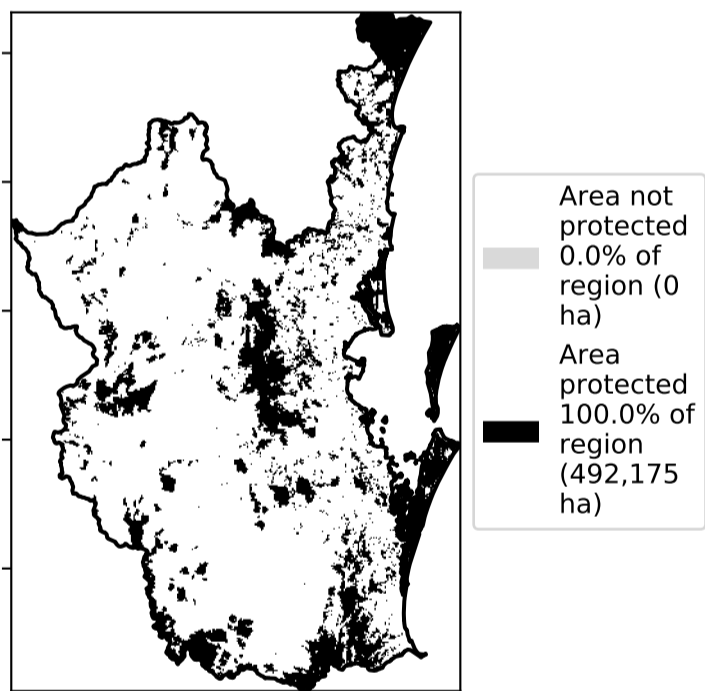 Area not
protected
0.0% of
region (0
ha)
Area
protected
100.0% of
region
(492,175
ha)